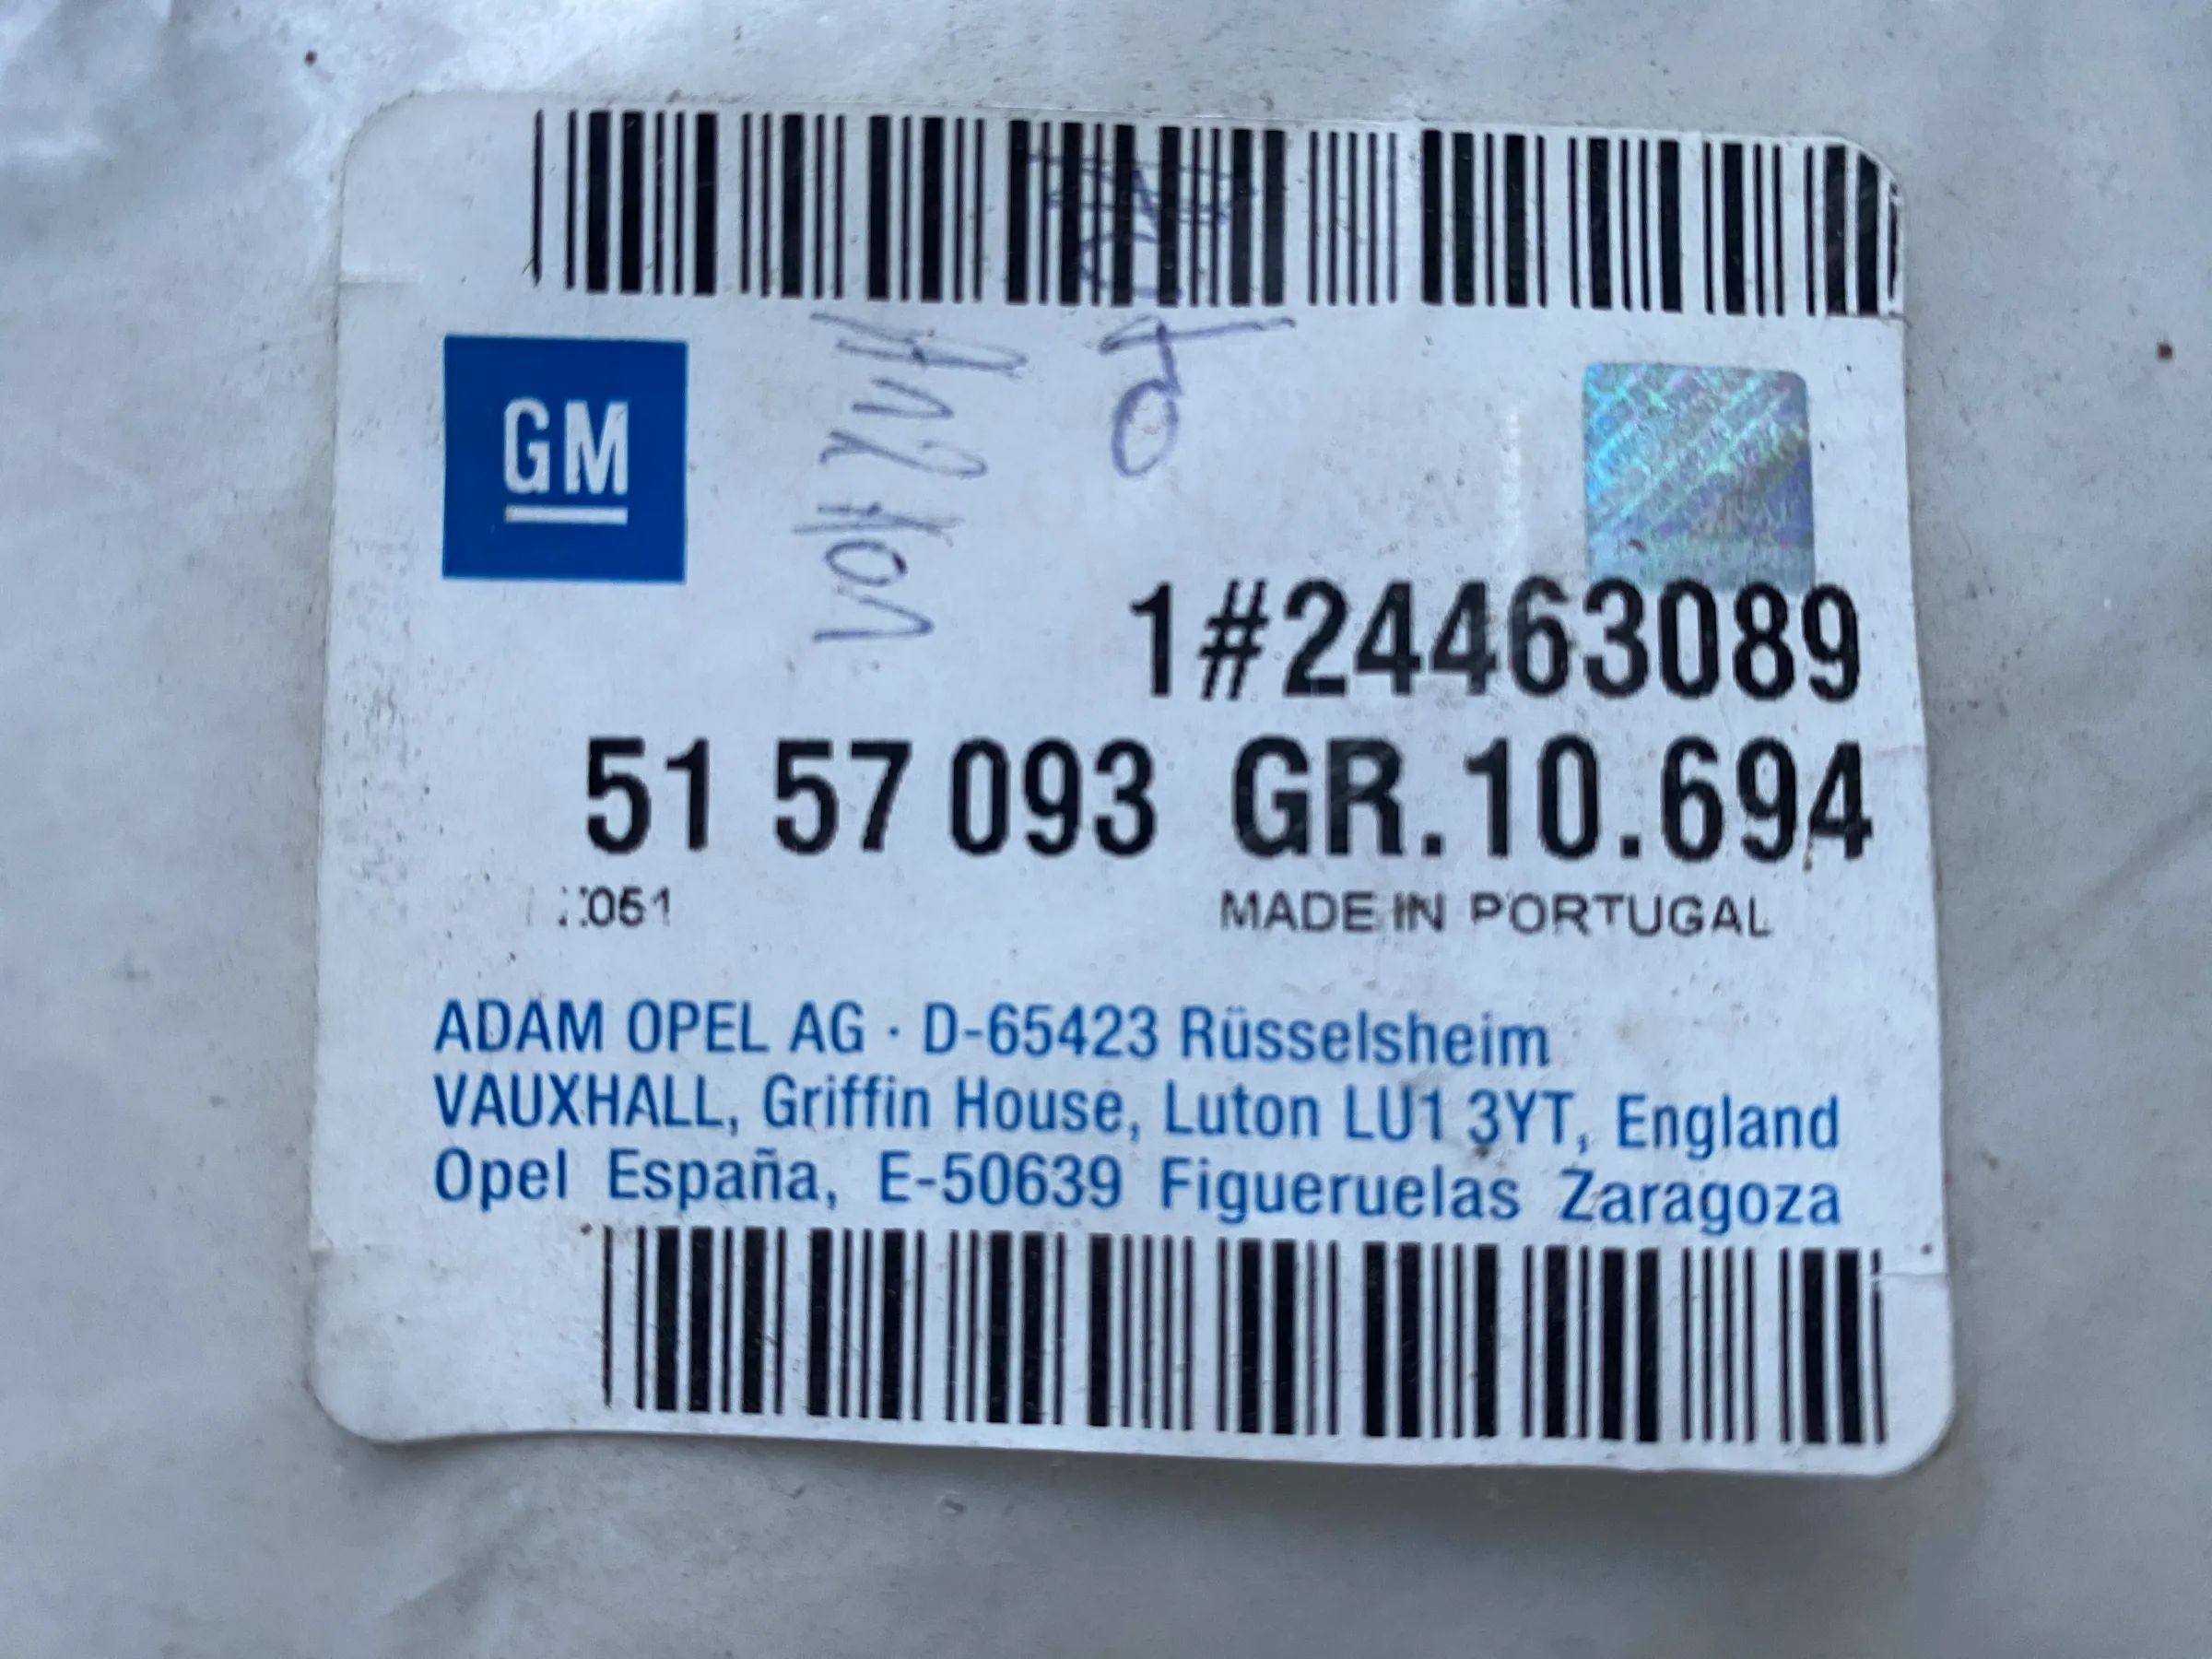 GM
1#24463089
51 57 093 GR.10.694
MADE IN PORTUGAL
ADAM OPEL AG · D-65423 Rüsselsheim
VAUXHALL, Griffin House, Luton LU1 3YT, England
Opel España, E-50639 Figueruelas Zaragoza